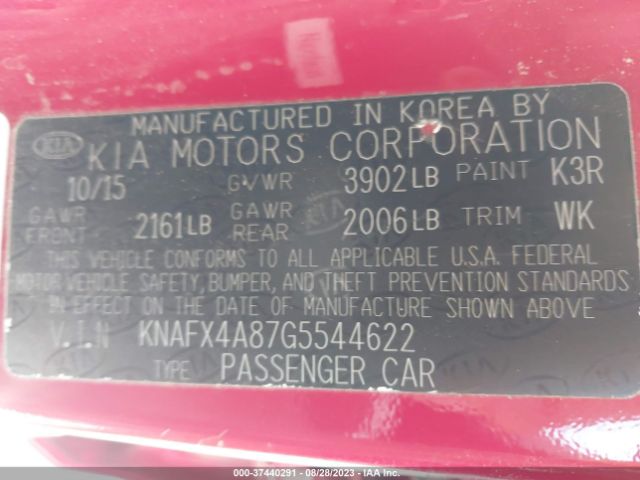 MANUFACTURED IN KOREA BY
KIA KIA MOTORS CORPORATION
10/15 GVWR 3902LB PAINT K3R
GAWR FRONT 2161LB GAWR REAR 2006LB TRIM WK
THIS VEHICLE CONFORMS TO ALL APPLICABLE U.S.A. FEDERAL
MOTOR VEHICLE SAFETY, BUMPER, AND THEFT PREVENTION STANDARDS
IN EFFECT ON THE DATE OF MANUFACTURE SHOWN ABOVE
V.I.N KNAFX4A87G5544622
TYPE PASSENGER CAR
000-37440291 - 08/28/2023 - IAA Inc.